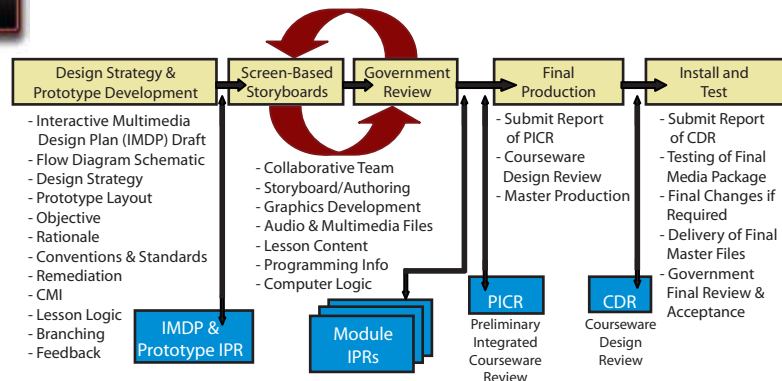 Design Strategy &
Prototype Development
Screen-Based
Storyboards
Government
Review
Final
Production
Install and
Test
- Interactive Multimedia
Design Plan (IMDP) Draft
- Flow Diagram Schematic
- Design Strategy
- Prototype Layout
- Objective
- Rationale
- Conventions & Standards
- Remediation
- CMI
- Lesson Logic
- Branching
- Feedback
- Collaborative Team
- Storyboard/Authoring
- Graphics Development
- Audio & Multimedia Files
- Lesson Content
- Programming Info
- Computer Logic
- Submit Report
of PICR
- Courseware
Design Review
- Master Production
- Submit Report
of CDR
- Testing of Final
Media Package
- Final Changes if
Required
- Delivery of Final
Master Files
- Government
Final Review &
Acceptance
IMDP &
Prototype IPR
Module
IPRs
PICR
Preliminary
Integrated
Courseware
Review
CDR
Courseware
Design
Review